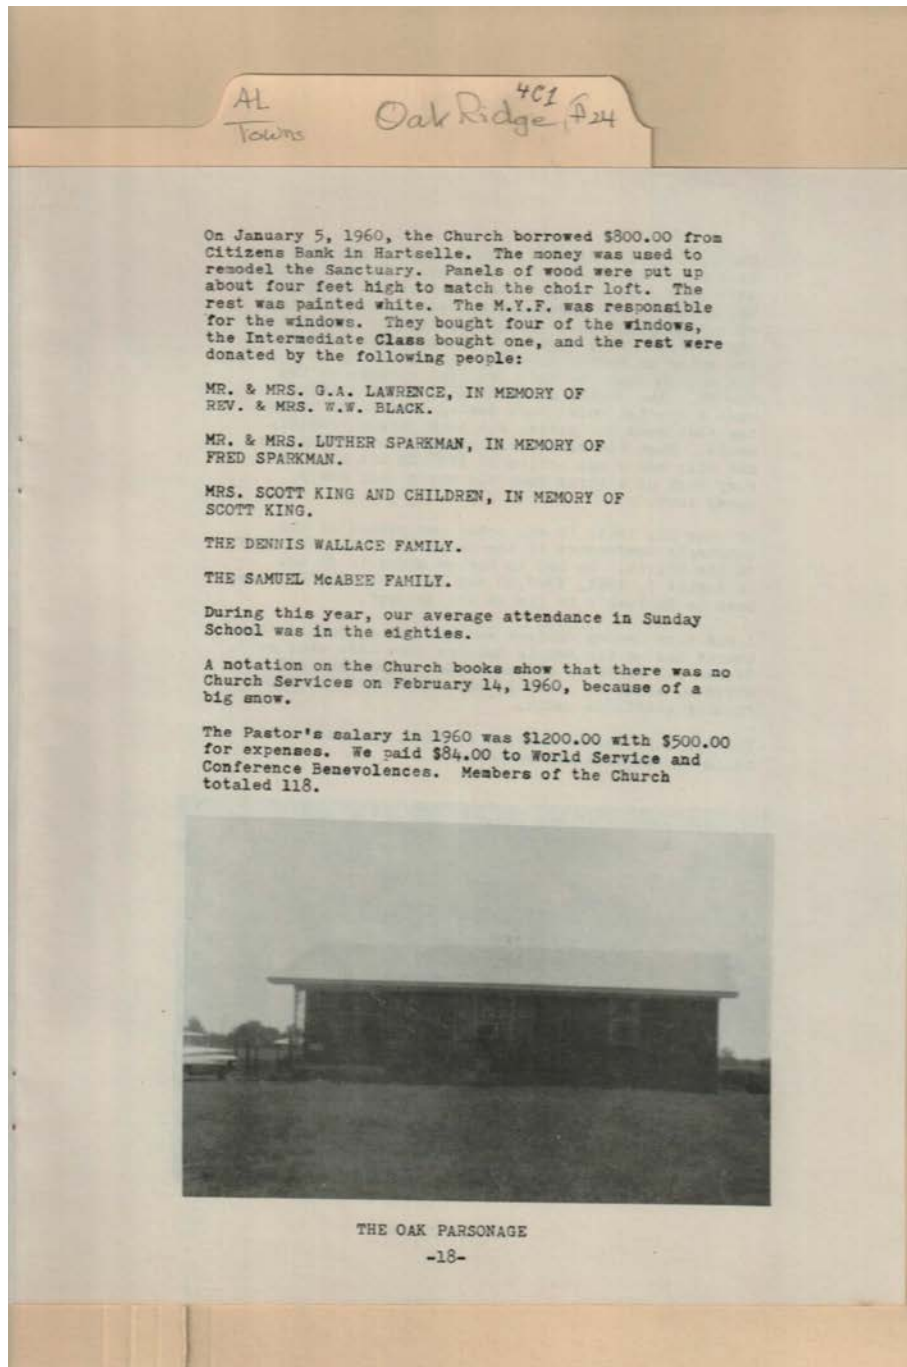 AL
Towns
4C1
Oak Ridge, #24
On January 5, 1960, the Church borrowed $800.00 from
Citizens Bank in Hartselle. The money was used to
remodel the Sanctuary. Panels of wood were put up
about four feet high to match the choir loft. The
rest was painted white. The M.Y.F. was responsible
for the windows. They bought four of the windows,
the Intermediate Class bought one, and the rest were
donated by the following people:
MR. & MRS. G.A. LAWRENCE, IN MEMORY OF
REV. & MRS. W.W. BLACK.
MR. & MRS. LUTHER SPARKMAN, IN MEMORY OF
FRED SPARKMAN.
MRS. SCOTT KING AND CHILDREN, IN MEMORY OF
SCOTT KING.
THE DENNIS WALLACE FAMILY.
THE SAMUEL McABEE FAMILY.
During this year, our average attendance in Sunday
School was in the eighties.
A notation on the Church books show that there was no
Church Services on February 14, 1960, because of a
big snow.
The Pastor's salary in 1960 was $1200.00 with $500.00
for expenses. We paid $84.00 to World Service and
Conference Benevolences. Members of the Church
totaled 118.
THE OAK PARSONAGE
-18-